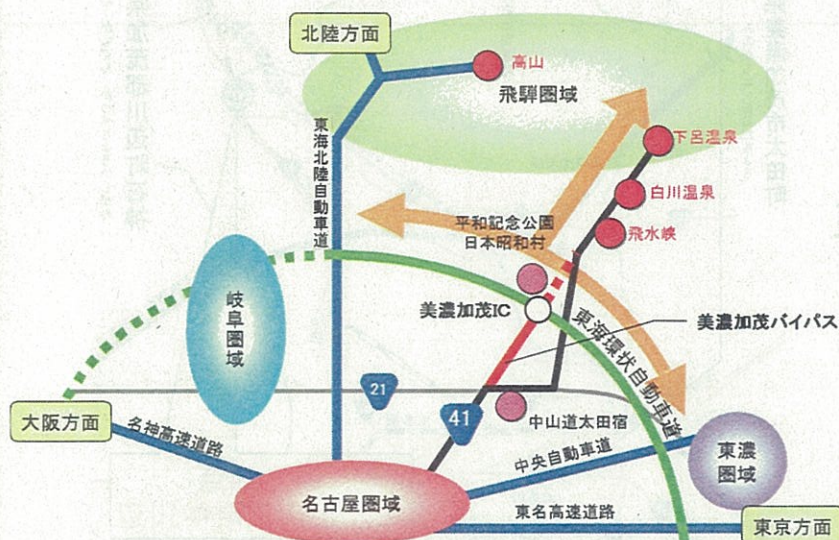 北陸方面
高山
飛騨圏域
東海北陸自動車道
下呂温泉
白川温泉
飛水峡
平和記念公園
日本昭和村
岐阜圏域
美濃加茂IC
美濃加茂バイパス
東海環状自動車道
21
41
大阪方面
名神高速道路
中山道太田宿
中央自動車道
東濃
圏域
名古屋圏域
東名高速道路
東京方面